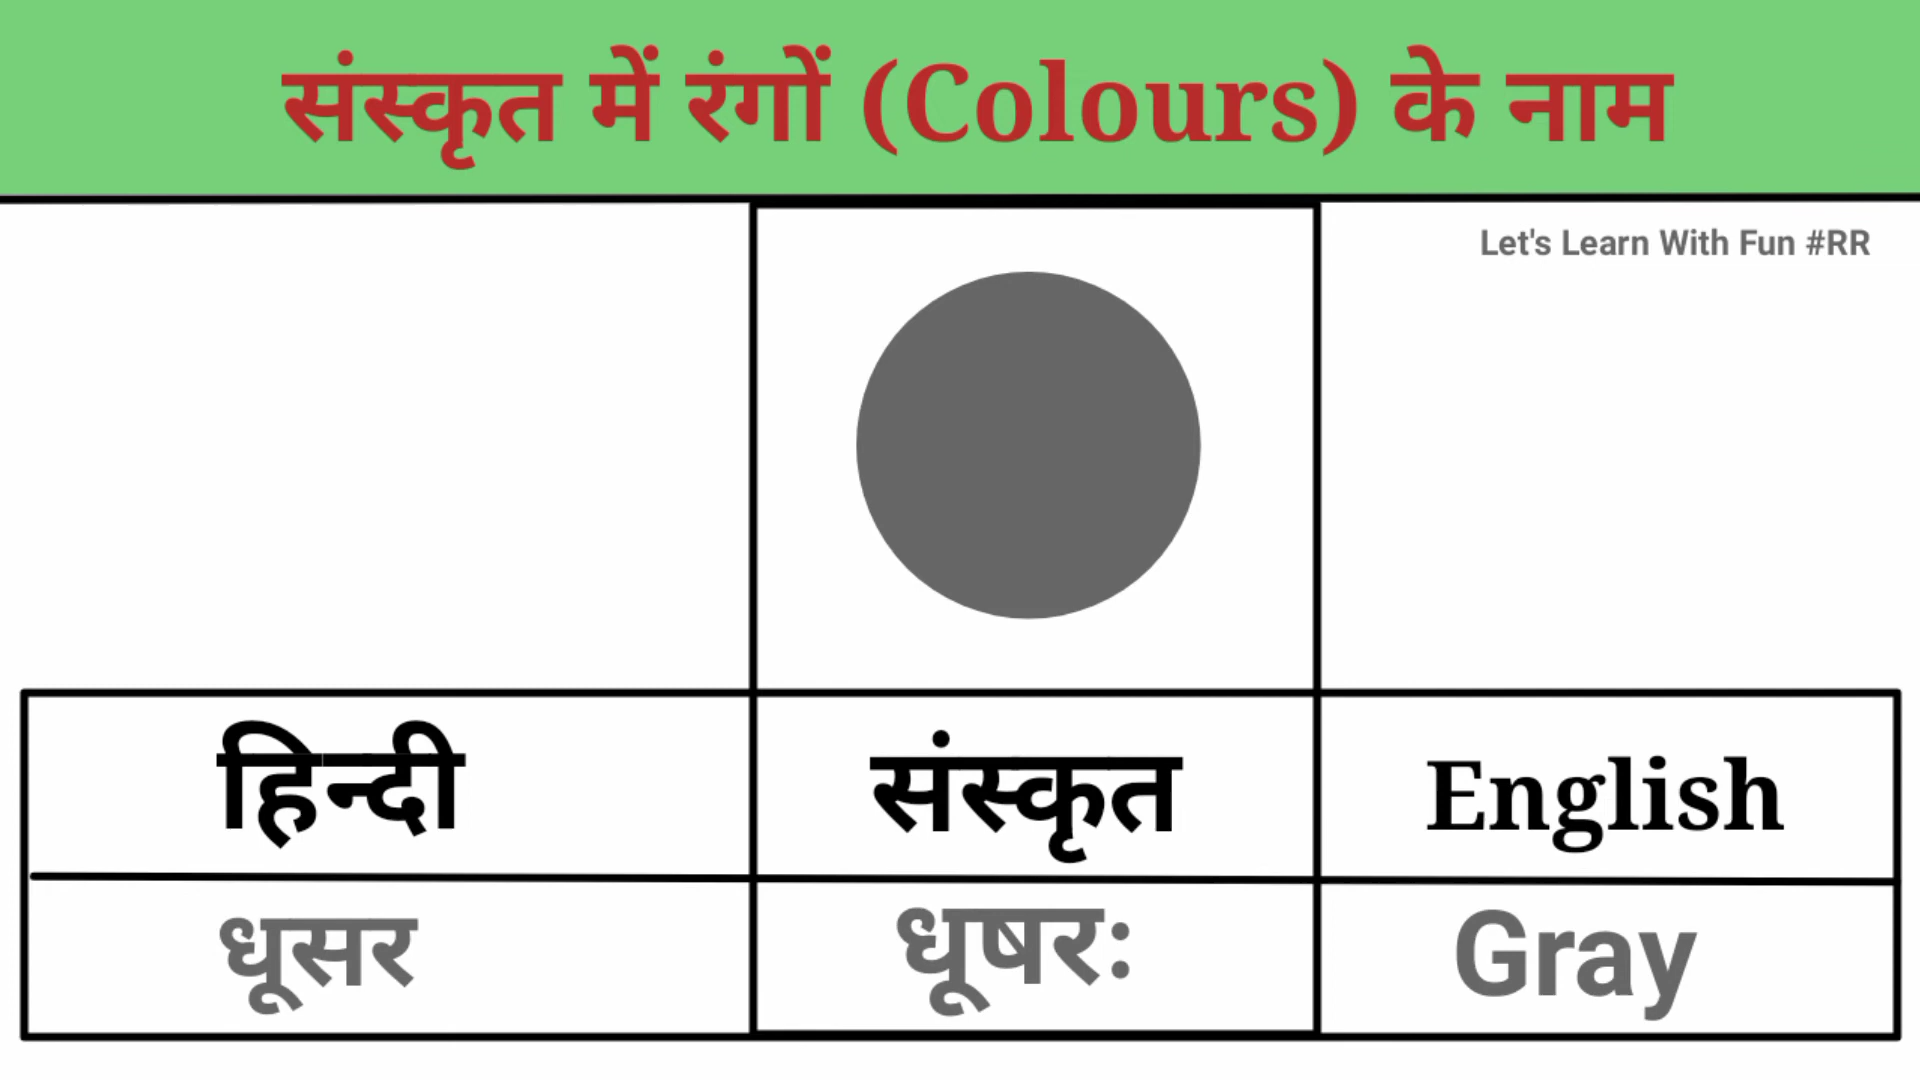 संस्कृत में रंगों (Colours) के नाम
Let's Learn With Fun #RR
हिन्दी संस्कृत English
धूसर धूषरः Gray